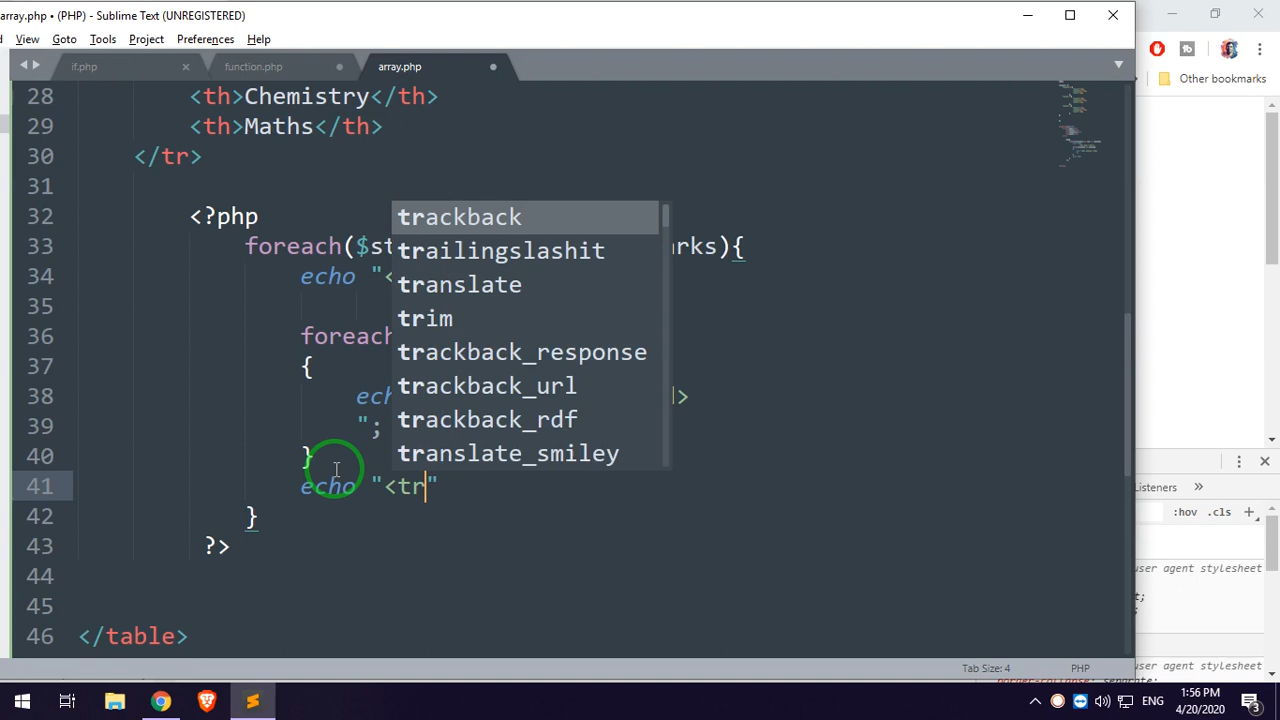 array.php • (PHP) - Sublime Text (UNREGISTERED)
View Goto Tools Project Preferences Help
if.php function.php array.php
Other bookmarks
28 <th>Chemistry</th>
29 <th>Maths</th>
30 </tr>
31
32 <?php
33 foreach($st rks){
34 echo "<
35
36 foreach
37 {
38 ech >
39 ";
40 }
41 echo "<tr"
42 }
43 ?>
44
45
46 </table>
trackback
trailingslashit
translate
trim
trackback_response
trackback_url
trackback_rdf
translate_smiley
Listeners »
:hov .cls +
user agent stylesheet
t;
user agent stylesheet
border-collapse: separate;
Tab Size: 4 PHP
ENG
1:56 PM
4/20/2020
3